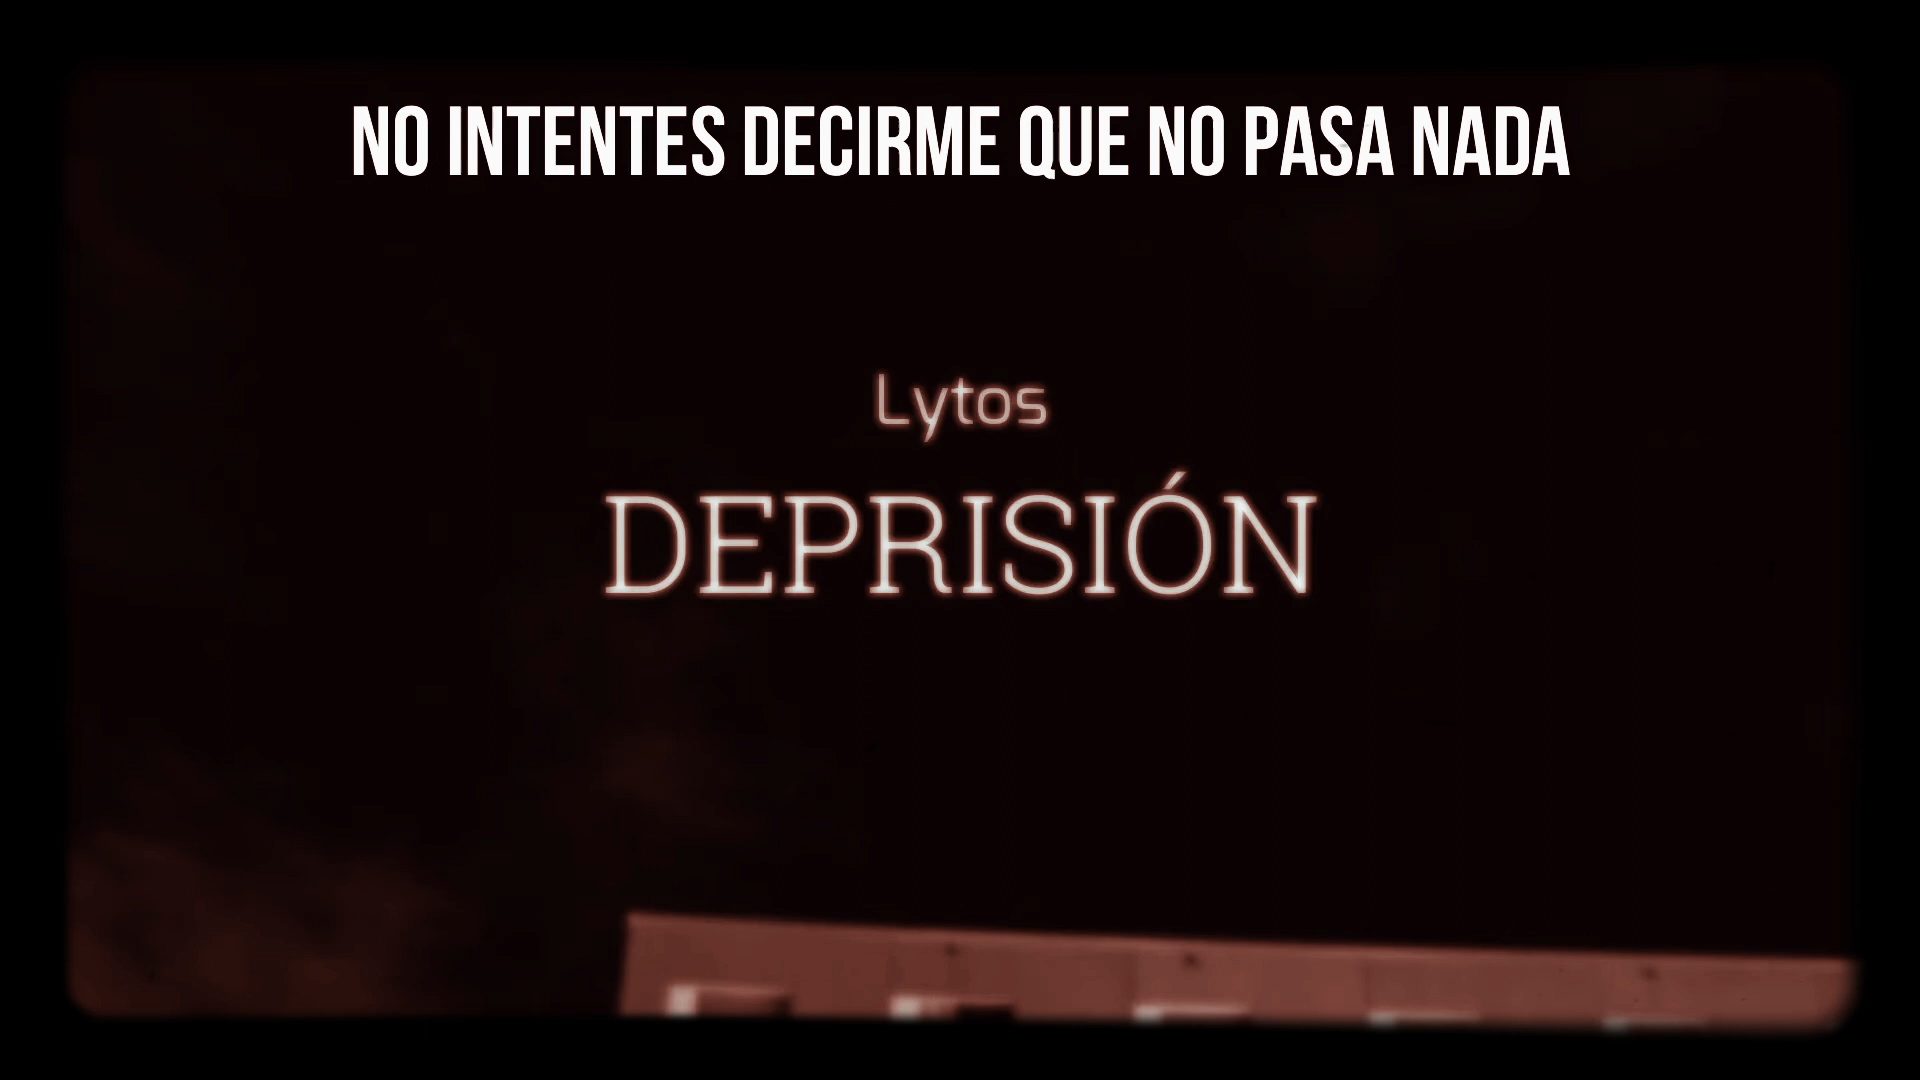 NO INTENTES DECIRME QUE NO PASA NADA
Lytos
DEPRISIÓN